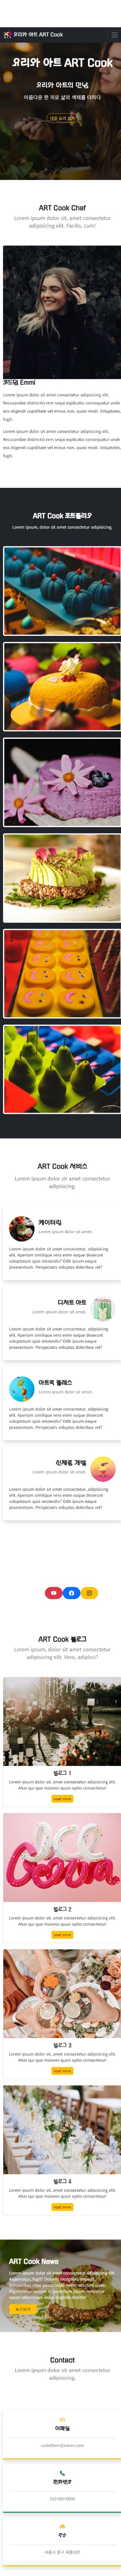 요리와 아트 ART Cook
요리와 아트 ART Cook
요리와 아트의 만남
아름다운 한 끼로 삶의 색채를 더하다
ART Cook Chef
Lorem ipsum dolor sit, amet consectetur
adipisicing elit. Facilis, cum!
코드뎀 Emmi
Lorem ipsum dolor sit amet consectetur adipisicing elit.
Recusandae distinctio rem sequi explicabo consequatur unde
eos eligendi cupiditate vel minus non, quasi modi. Voluptates,
fugit.
Lorem ipsum dolor sit amet consectetur adipisicing elit.
Recusandae distinctio rem sequi explicabo consequatur unde
eos eligendi cupiditate vel minus non, quasi modi. Voluptates,
fugit.
ART Cook 포트폴리오
Lorem ipsum, dolor sit amet consectetur adipisicing.
ART Cook 서비스
Lorem ipsum dolor sit amet consectetur
adipisicing.
케이터링
Lorem ipsum dolor sit amet.
Lorem ipsum dolor sit amet consectetur adipisicing
elit. Aperiam similique vero enim eaque deserunt
voluptatum quis reiciendis? Odit ipsum eaque
praesentium. Perspiciatis voluptas doloribus vel?
디저트 아트
Lorem ipsum dolor sit amet.
Lorem ipsum dolor sit amet consectetur adipisicing
elit. Aperiam similique vero enim eaque deserunt
voluptatum quis reiciendis? Odit ipsum eaque
praesentium. Perspiciatis voluptas doloribus vel?
아트쿡 클래스
Lorem ipsum dolor sit amet.
Lorem ipsum dolor sit amet consectetur adipisicing
elit. Aperiam similique vero enim eaque deserunt
voluptatum quis reiciendis? Odit ipsum eaque
praesentium. Perspiciatis voluptas doloribus vel?
신제품 개발
Lorem ipsum dolor sit amet.
Lorem ipsum dolor sit amet consectetur adipisicing
elit. Aperiam similique vero enim eaque deserunt
voluptatum quis reiciendis? Odit ipsum eaque
praesentium. Perspiciatis voluptas doloribus vel?
ART Cook 블로그
Lorem ipsum, dolor sit amet consectetur
adipisicing elit. Vero, adipisci?
블로그 1
Lorem ipsum dolor sit, amet consectetur adipisicing elit.
Alias qui quo maiores quasi optio consectetur!
read more
블로그 2
Lorem ipsum dolor sit, amet consectetur adipisicing elit.
Alias qui quo maiores quasi optio consectetur!
read more
블로그 3
Lorem ipsum dolor sit, amet consectetur adipisicing elit.
Alias qui quo maiores quasi optio consectetur!
read more
블로그 4
Lorem ipsum dolor sit, amet consectetur adipisicing elit.
Alias qui quo maiores quasi optio consectetur!
read more
ART Cook News
Lorem ipsum dolor sit amet consectetur adipisicing elit.
뉴스보기
Contact
Lorem ipsum dolor sit amet consectetur
adipisicing.
이메일
전화번호
010-000-0000
주소
서울시 중구 세종대로